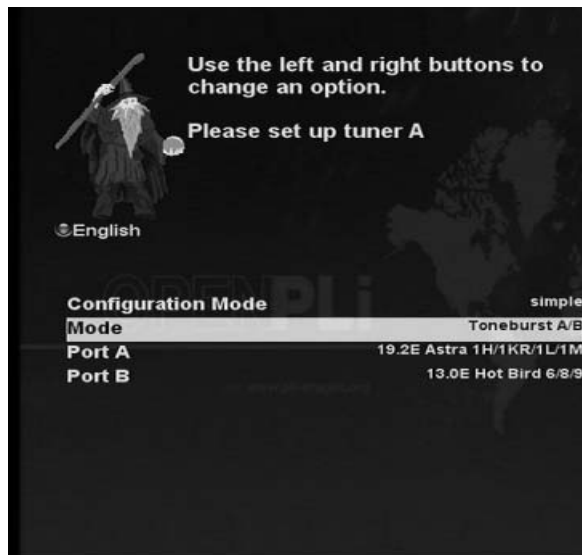 Use the left and right buttons to
change an option.
Please set up tuner A
English
OPENPLi
Configuration Mode simple
Mode Toneburst A/B
Port A 19.2E Astra 1H/1KR/1L/1M
Port B 13.0E Hot Bird 6/8/9